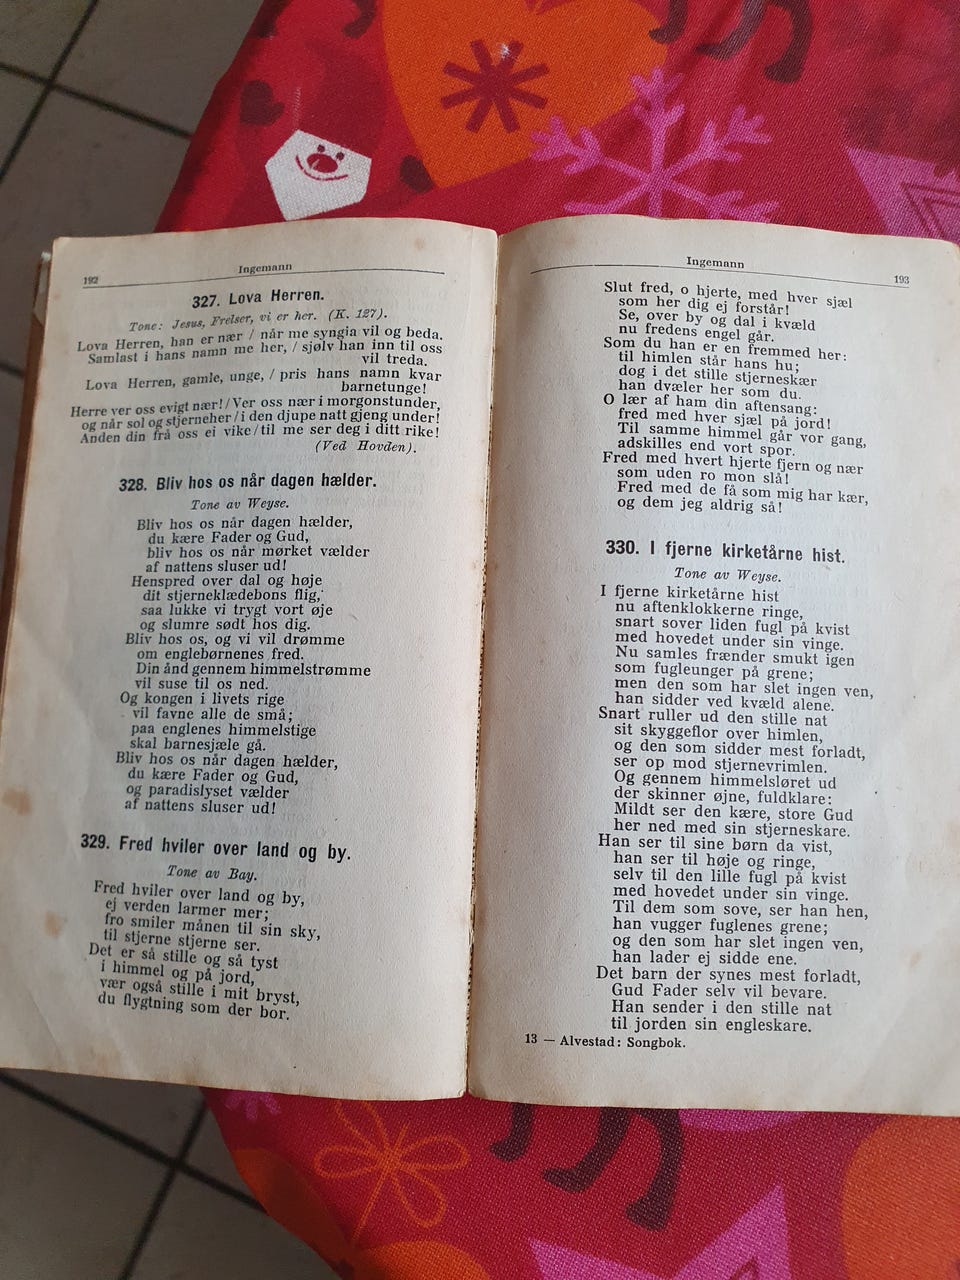 192
Ingemann
327. Lova Herren.
Tone: Jesus, Frelser, vi er her. (K. 127).
Lova Herren, han er nær / når me syngia vil og beda.
Samlast i hans namn me her, / sjølv han inn til oss
vil treda.
Lova Herren, gamle, unge, / pris hans namn kvar
barnetunge!
Herre ver oss evigt nær! / Ver oss nær i morgonstunder,
og når sol og stjerneher / i den djupe natt gjeng under!
Anden din frå oss ei vike / til me ser deg i ditt rike!
(Ved Hovden).
328. Bliv hos os når dagen hælder.
Tone av Weyse.
Bliv hos os når dagen hælder,
du kære Fader og Gud,
bliv hos os når mørket vælder
af nattens sluser ud!
Henspred over dal og høje
dit stjerneklædebons flig,
saa lukke vi trygt vort øje
og slumre sødt hos dig.
Bliv hos os, og vi vil drømme
om englebørnenes fred.
Din ånd gennem himmelstrømme
vil suse til os ned.
Og kongen i livets rige
vil favne alle de små;
paa englenes himmelstige
skal barnesjæle gå.
Bliv hos os når dagen hælder,
du kære Fader og Gud,
og paradislyset vælder
af nattens sluser ud!
329. Fred hviler over land og by.
Tone av Bay.
Fred hviler over land og by,
ej verden larmer mer;
fro smiler månen til sin sky,
til stjerne stjerne ser.
Det er så stille og så tyst
i himmel og på jord,
vær også stille i mit bryst,
du flygtning som der bor.
Ingemann
193
Slut fred, o hjerte, med hver sjæl
som her dig ej forstår!
Se, over by og dal i kvæld
nu fredens engel går.
Som du han er en fremmed her:
til himlen står hans hu;
dog i det stille stjerneskær
han dvæler her som du.
O lær af ham din aftensang:
fred med hver sjæl på jord!
Til samme himmel går vor gang,
adskilles end vort spor.
Fred med hvert hjerte fjern og nær
som uden ro mon slå!
Fred med de få som mig har kær,
og dem jeg aldrig så!
330. I fjerne kirketårne hist.
Tone av Weyse.
I fjerne kirketårne hist
nu aftenklokkerne ringe,
snart sover liden fugl på kvist
med hovedet under sin vinge.
Nu samles frænder smukt igen
som fugleunger på grene;
men den som har slet ingen ven,
han sidder ved kvæld alene.
Snart ruller ud den stille nat
sit skyggeflor over himlen,
og den som sidder mest forladt,
ser op mod stjernevrimlen.
Og gennem himmelsløret ud
der skinner øjne, fuldklare:
Mildt ser den kære, store Gud
her ned med sin stjerneskare.
Han ser til sine børn da vist,
han ser til høje og ringe,
selv til den lille fugl på kvist
med hovedet under sin vinge.
Til dem som sove, ser han hen,
han vugger fuglenes grene;
og den som har slet ingen ven,
han lader ej sidde ene.
Det barn der synes mest forladt,
Gud Fader selv vil bevare.
Han sender i den stille nat
til jorden sin engleskare.
13 — Alvestad: Songbok.